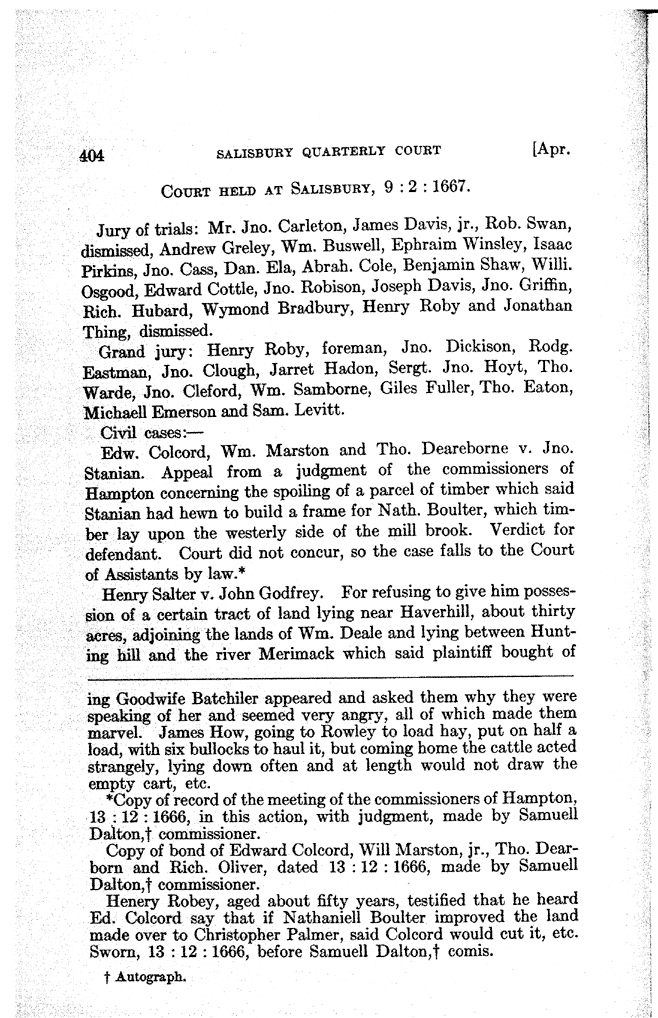 404 SALISBURY QUARTERLY COURT [Apr.
COURT HELD AT SALISBURY, 9 : 2 : 1667.
Jury of trials: Mr. Jno. Carleton, James Davis, jr., Rob. Swan,
dismissed, Andrew Greley, Wm. Buswell, Ephraim Winsley, Isaac
Pirkins, Jno. Cass, Dan. Ela, Abrah. Cole, Benjamin Shaw, Willi.
Osgood, Edward Cottle, Jno. Robison, Joseph Davis, Jno. Griffin,
Rich. Hubard, Wymond Bradbury, Henry Roby and Jonathan
Thing, dismissed.
Grand jury: Henry Roby, foreman, Jno. Dickison, Rodg.
Eastman, Jno. Clough, Jarret Hadon, Sergt. Jno. Hoyt, Tho.
Warde, Jno. Cleford, Wm. Samborne, Giles Fuller, Tho. Eaton,
Michaell Emerson and Sam. Levitt.
Civil cases:—
Edw. Colcord, Wm. Marston and Tho. Deareborne v. Jno.
Stanian. Appeal from a judgment of the commissioners of
Hampton concerning the spoiling of a parcel of timber which said
Stanian had hewn to build a frame for Nath. Boulter, which tim-
ber lay upon the westerly side of the mill brook. Verdict for
defendant. Court did not concur, so the case falls to the Court
of Assistants by law.*
Henry Salter v. John Godfrey. For refusing to give him posses-
sion of a certain tract of land lying near Haverhill, about thirty
acres, adjoining the lands of Wm. Deale and lying between Hunt-
ing hill and the river Merimack which said plaintiff bought of
ing Goodwife Batchiler appeared and asked them why they were
speaking of her and seemed very angry, all of which made them
marvel. James How, going to Rowley to load hay, put on half a
load, with six bullocks to haul it, but coming home the cattle acted
strangely, lying down often and at length would not draw the
empty cart, etc.
*Copy of record of the meeting of the commissioners of Hampton,
13 : 12 : 1666, in this action, with judgment, made by Samuell
Dalton,† commissioner.
Copy of bond of Edward Colcord, Will Marston, jr., Tho. Dear-
born and Rich. Oliver, dated 13 : 12 : 1666, made by Samuell
Dalton,† commissioner.
Henery Robey, aged about fifty years, testified that he heard
Ed. Colcord say that if Nathaniell Boulter improved the land
made over to Christopher Palmer, said Colcord would cut it, etc.
Sworn, 13 : 12 : 1666, before Samuell Dalton,† comis.
† Autograph.